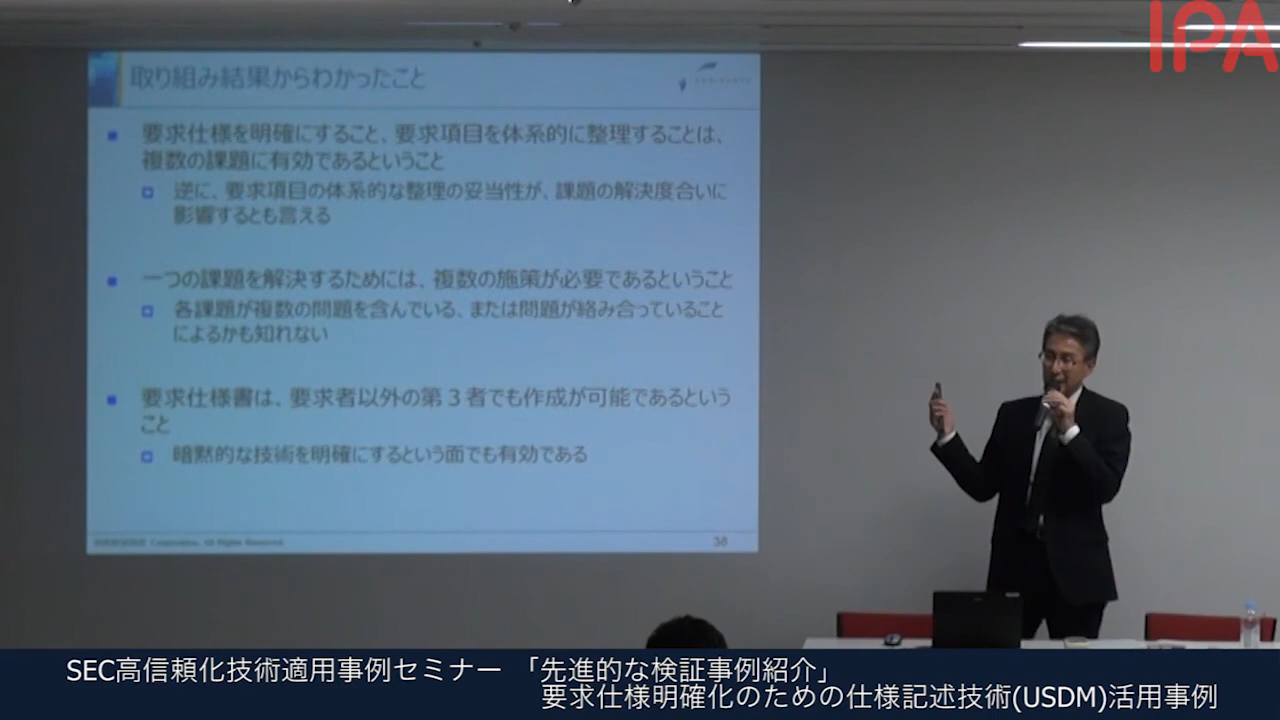 IPA
取り組み結果からわかったこと
要求仕様を明確にすること、要求項目を体系的に整理することは、
複数の課題に有効であるということ
逆に、要求項目の体系的な整理の妥当性が、課題の解決度合いに
影響するとも言える
一つの課題を解決するためには、複数の施策が必要であるということ
各課題が複数の問題を含んでいる、または問題が絡み合っていること
によるかも知れない
要求仕様書は、要求者以外の第３者でも作成が可能であるという
こと
暗黙的な技術を明確にするという面でも有効である
Corporation. All Rights Reserved.
38
SEC高信頼化技術適用事例セミナー 「先進的な検証事例紹介」
要求仕様明確化のための仕様記述技術(USDM)活用事例